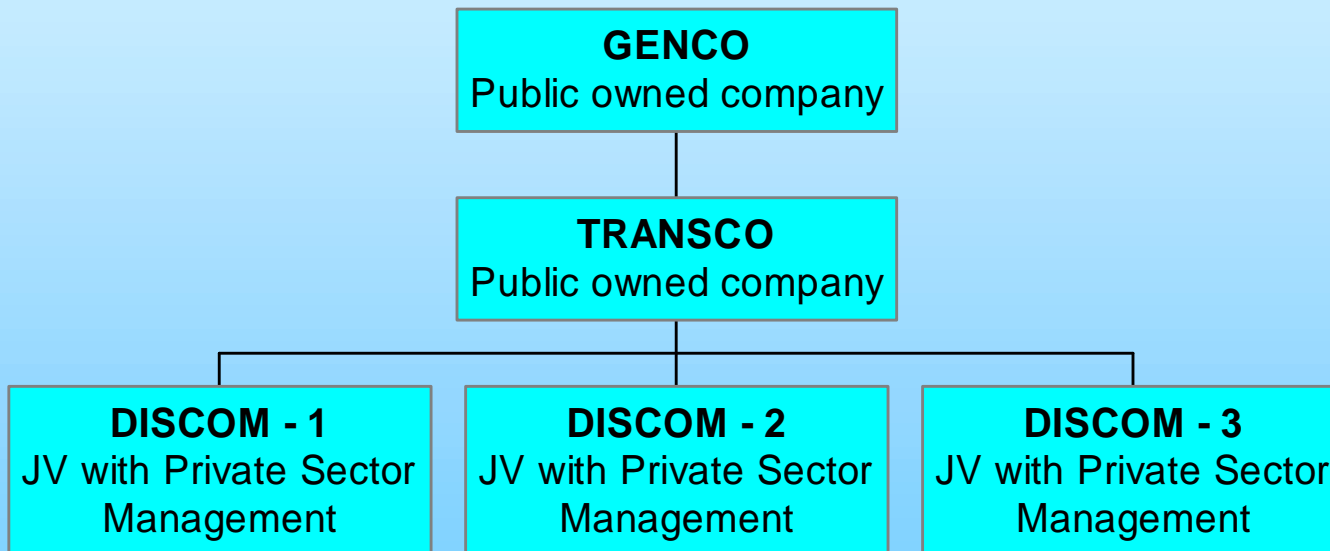 GENCO
Public owned company
TRANSCO
Public owned company
DISCOM - 1
JV with Private Sector
Management
DISCOM - 2
JV with Private Sector
Management
DISCOM - 3
JV with Private Sector
Management